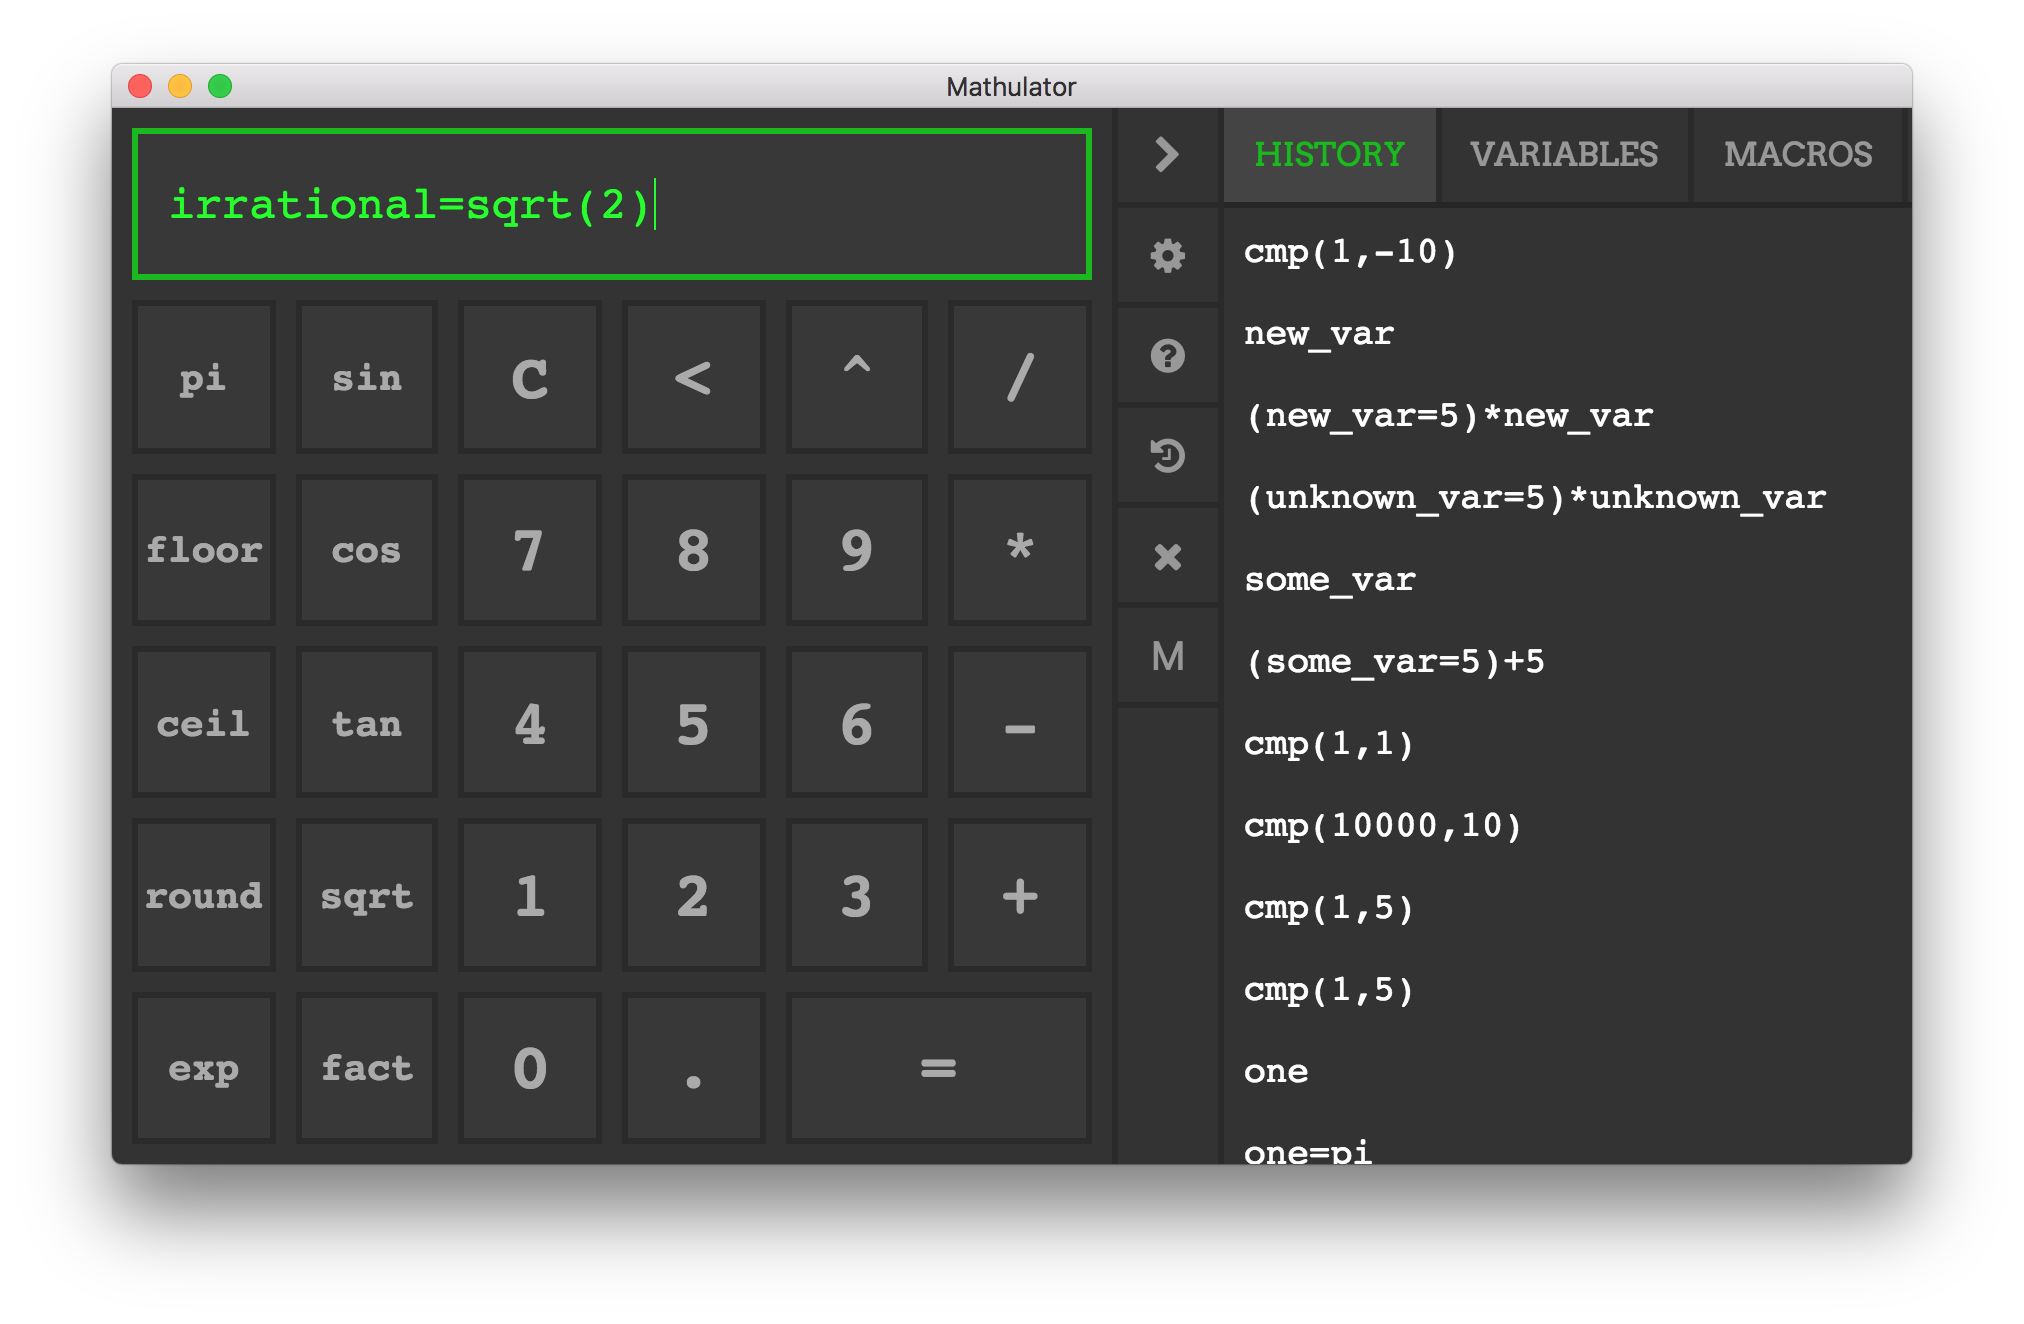 Mathulator
irrational=sqrt(2)
pi sin C < ^ /
floor cos 7 8 9 *
ceil tan 4 5 6 -
round sqrt 1 2 3 +
exp fact 0 . =
M
HISTORY VARIABLES MACROS
cmp(1,-10)
new_var
(new_var=5)*new_var
(unknown_var=5)*unknown_var
some_var
(some_var=5)+5
cmp(1,1)
cmp(10000,10)
cmp(1,5)
cmp(1,5)
one
one=pi